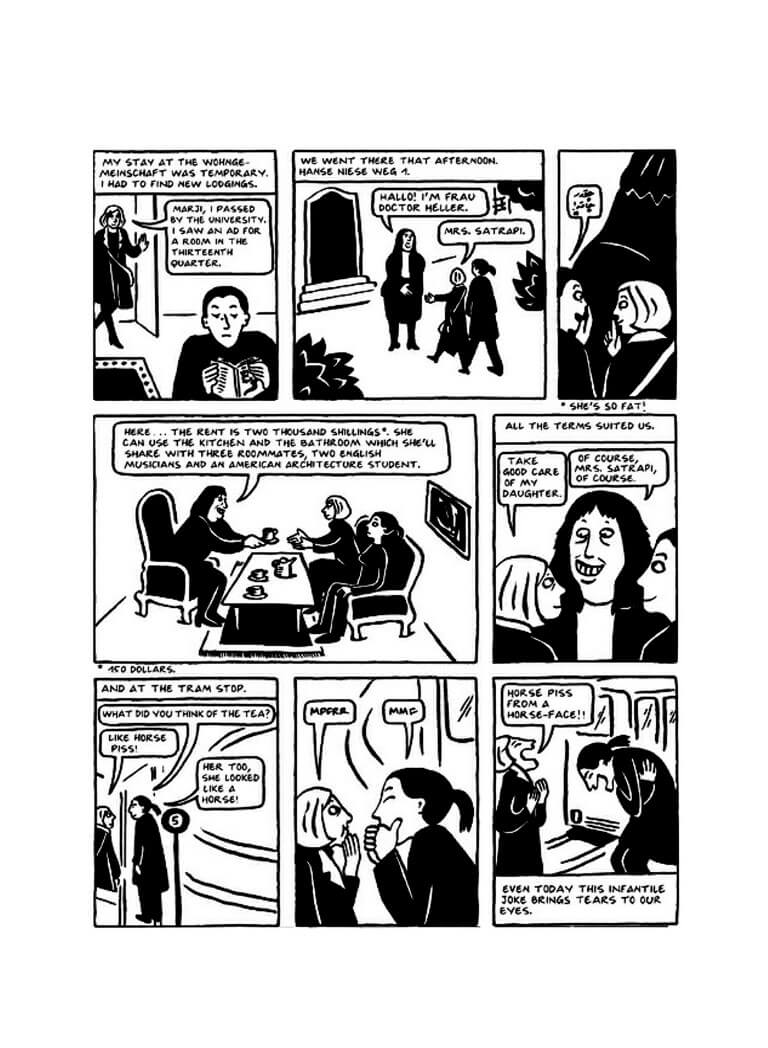 MY STAY AT THE WOHNGE-
MEINSCHAFT WAS TEMPORARY.
I HAD TO FIND NEW LODGINGS.
MARJI, I PASSED
BY THE UNIVERSITY.
I SAW AN AD FOR
A ROOM IN THE
THIRTEENTH
QUARTER.
WE WENT THERE THAT AFTERNOON.
HANSE NIESE WEG 1.
HALLO! I'M FRAU
DOCTOR HELLER.
MRS. SATRAPI.
* SHE'S SO FAT!
HERE... THE RENT IS TWO THOUSAND SHILLINGS*. SHE
CAN USE THE KITCHEN AND THE BATHROOM WHICH SHE'LL
SHARE WITH THREE ROOMMATES, TWO ENGLISH
MUSICIANS AND AN AMERICAN ARCHITECTURE STUDENT.
* 150 DOLLARS.
ALL THE TERMS SUITED US.
TAKE
GOOD CARE
OF MY
DAUGHTER.
OF COURSE,
MRS. SATRAPI,
OF COURSE.
AND AT THE TRAM STOP.
WHAT DID YOU THINK OF THE TEA?
LIKE HORSE
PISS!
HER TOO,
SHE LOOKED
LIKE A
HORSE!
5
MPFRR
MMF
HORSE PISS
FROM A
HORSE-FACE!!
EVEN TODAY THIS INFANTILE
JOKE BRINGS TEARS TO OUR
EYES.